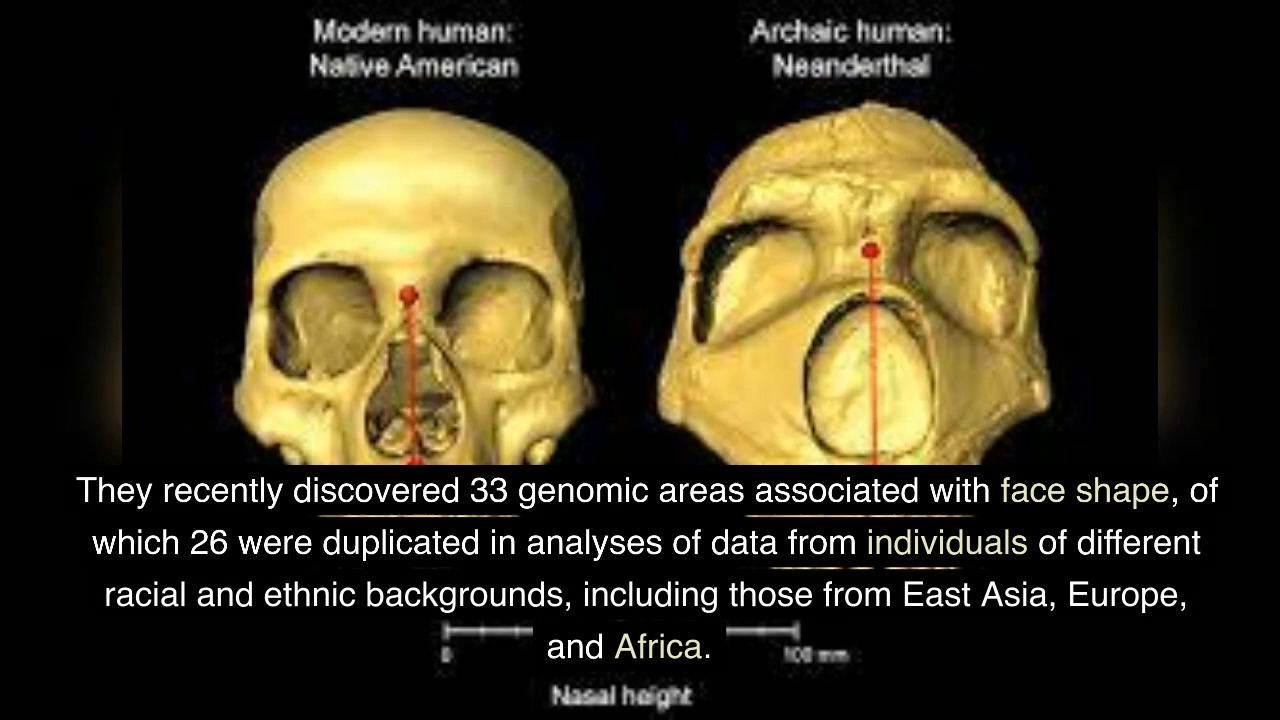 Modern human:
Native American
Archaic human:
Neanderthal
They recently discovered 33 genomic areas associated with face shape, of
which 26 were duplicated in analyses of data from individuals of different
racial and ethnic backgrounds, including those from East Asia, Europe,
and Africa.
0
100 mm
Nasal height